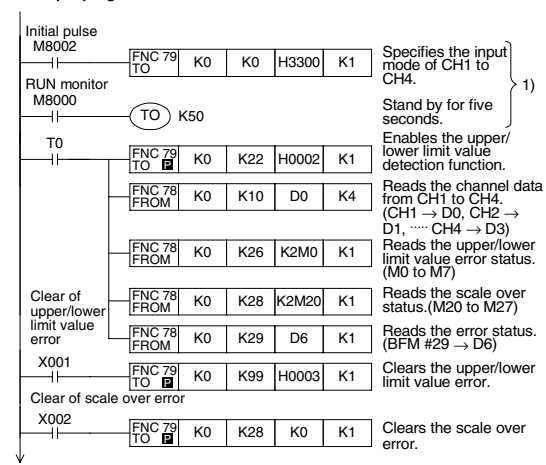 Initial pulse
M8002
FNC 79 TO K0 K0 H3300 K1
Specifies the input
mode of CH1 to
CH4.
1)
RUN monitor
M8000
TO K50
Stand by for five
seconds.
T0
FNC 79 TO P K0 K22 H0002 K1
Enables the upper/
lower limit value
detection function.
FNC 78 FROM K0 K10 D0 K4
Reads the channel data
from CH1 to CH4.
(CH1 → D0, CH2 →
D1, ····· CH4 → D3)
FNC 78 FROM K0 K26 K2M0 K1
Reads the upper/lower
limit value error status.
(M0 to M7)
FNC 78 FROM K0 K28 K2M20 K1
Reads the scale over
status.(M20 to M27)
FNC 78 FROM K0 K29 D6 K1
Reads the error status.
(BFM #29 → D6)
Clear of
upper/lower
limit value
error
X001
FNC 79 TO P K0 K99 H0003 K1
Clears the upper/lower
limit value error.
Clear of scale over error
X002
FNC 79 TO P K0 K28 K0 K1
Clears the scale over
error.